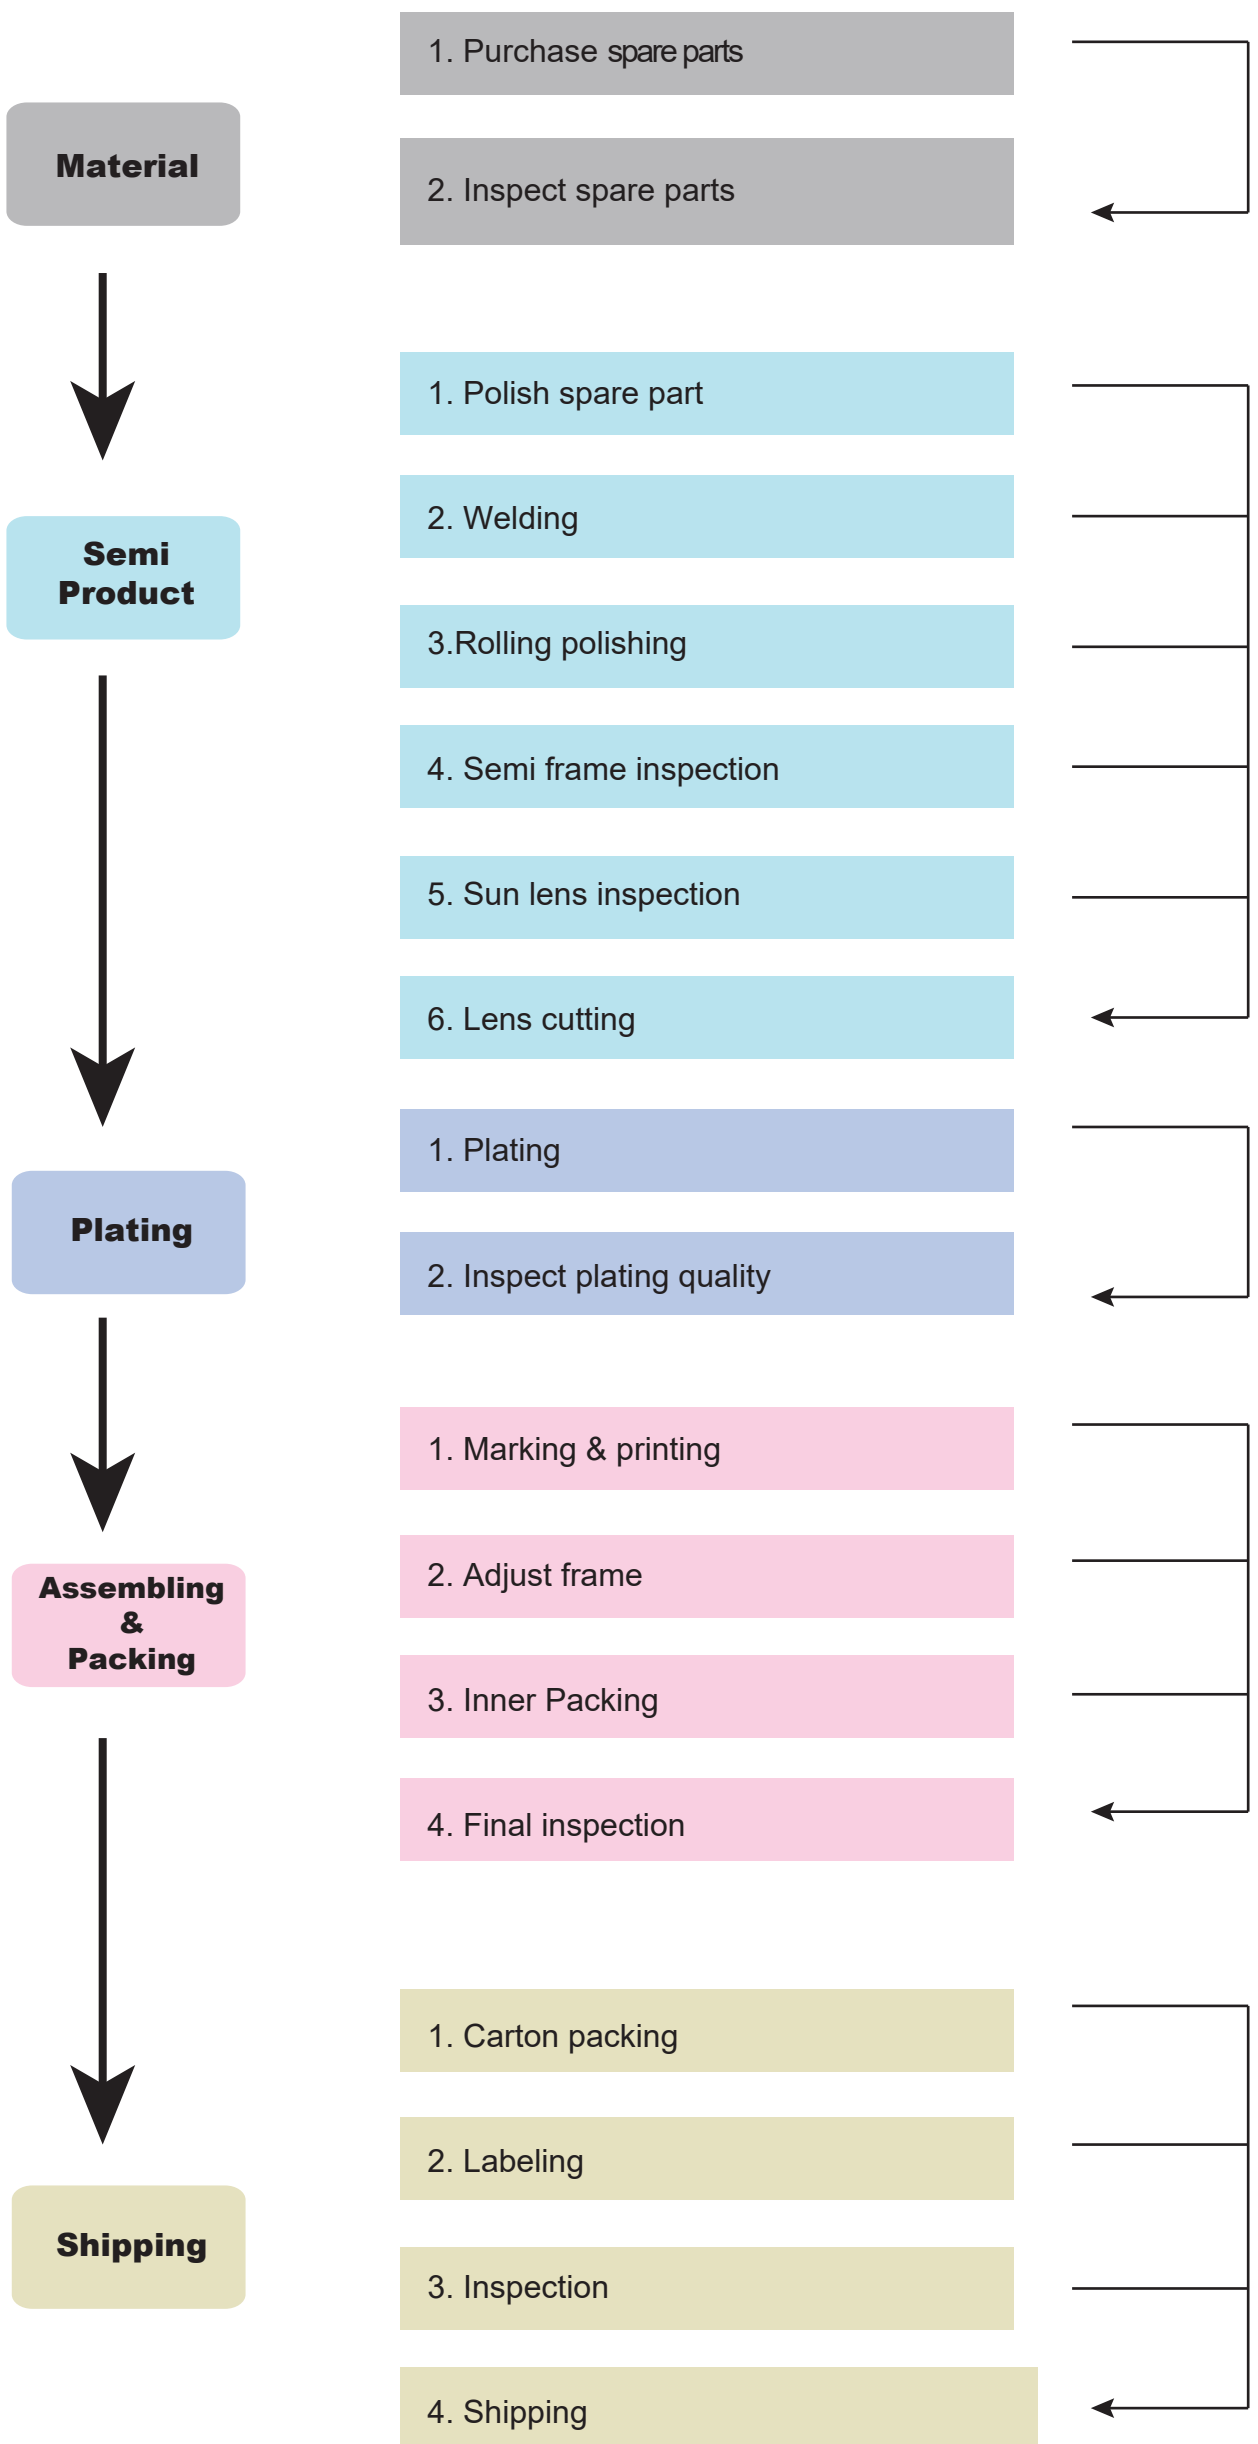 1. Purchase spare parts
Material
2. Inspect spare parts
1. Polish spare part
2. Welding
Semi
Product
3.Rolling polishing
4. Semi frame inspection
5. Sun lens inspection
6. Lens cutting
1. Plating
Plating
2. Inspect plating quality
1. Marking & printing
2. Adjust frame
Assembling
&
Packing
3. Inner Packing
4. Final inspection
1. Carton packing
2. Labeling
Shipping
3. Inspection
4. Shipping